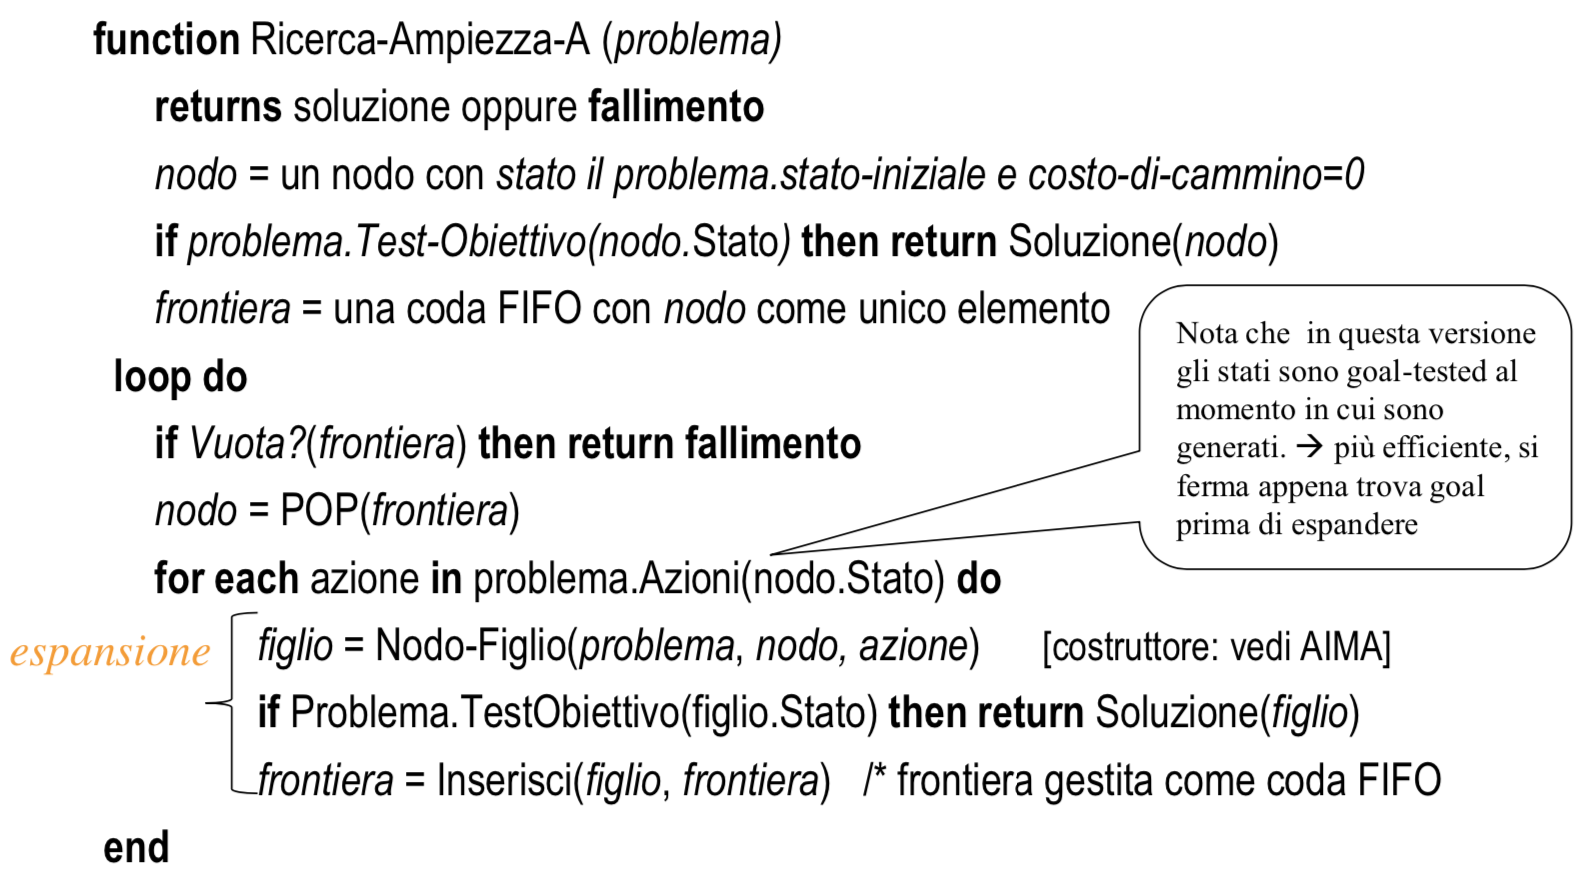 function Ricerca-Ampiezza-A (problema)
returns soluzione oppure fallimento
nodo = un nodo con stato il problema.stato-iniziale e costo-di-cammino=0
if problema.Test-Obiettivo(nodo.Stato) then return Soluzione(nodo)
frontiera = una coda FIFO con nodo come unico elemento
loop do
if Vuota?(frontiera) then return fallimento
nodo = POP(frontiera)
for each azione in problema.Azioni(nodo.Stato) do
figlio = Nodo-Figlio(problema, nodo, azione) [costruttore: vedi AIMA]
if Problema.TestObiettivo(figlio.Stato) then return Soluzione(figlio)
frontiera = Inserisci(figlio, frontiera) /* frontiera gestita come coda FIFO
end
espansione
Nota che in questa versione
gli stati sono goal-tested al
momento in cui sono
generati. → più efficiente, si
ferma appena trova goal
prima di espandere